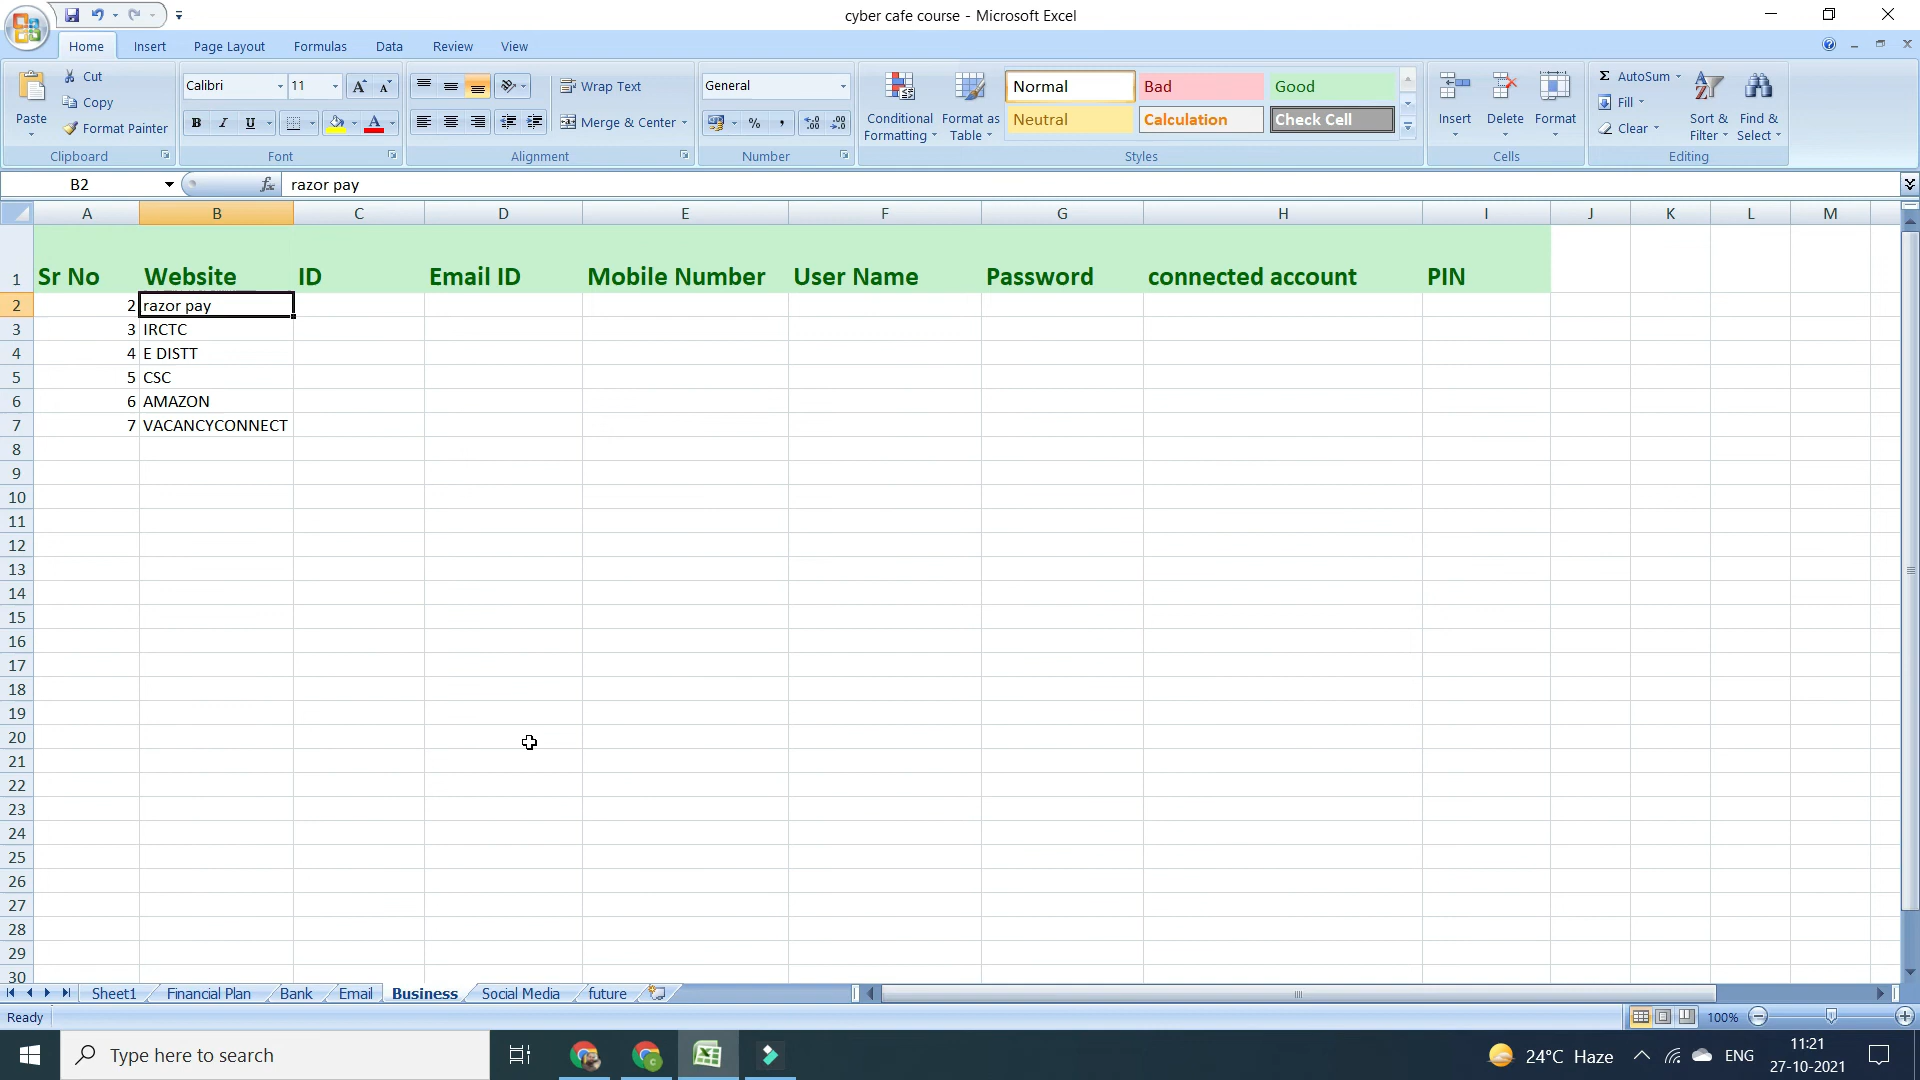 cyber cafe course - Microsoft Excel
Home Insert Page Layout Formulas Data Review View
Paste
Cut
Copy
Format Painter
Clipboard
Calibri 11
B I U
Font
Wrap Text
Merge & Center
Alignment
General
Number
Conditional Formatting
Format as Table
Normal Bad Good
Neutral Calculation Check Cell
Styles
Insert Delete Format
Cells
Σ AutoSum
Fill
Clear
Sort & Filter
Find & Select
Editing
B2 fx razor pay
A B C D E F G H I J K L M
1 Sr No Website ID Email ID Mobile Number User Name Password connected account PIN
2 2 razor pay
3 3 IRCTC
4 4 E DISTT
5 5 CSC
6 6 AMAZON
7 7 VACANCYCONNECT
8
9
10
11
12
13
14
15
16
17
18
19
20
21
22
23
24
25
26
27
28
29
30
Sheet1 Financial Plan Bank Email Business Social Media future
Ready 100%
Type here to search
24°C Haze ENG
11:21
27-10-2021